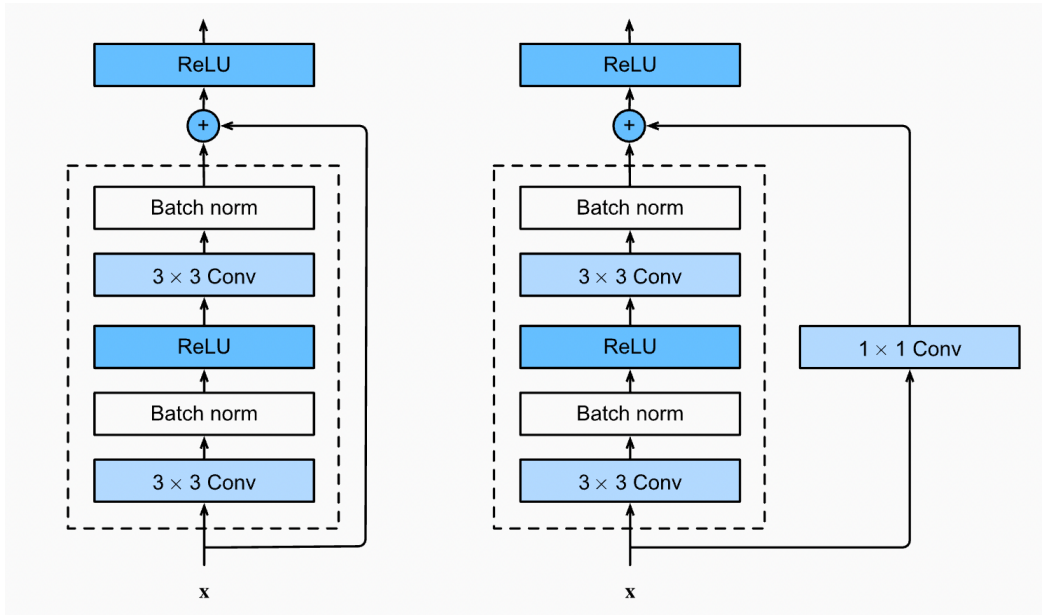 ReLU
+
Batch norm
3 × 3 Conv
ReLU
Batch norm
3 × 3 Conv
x
ReLU
+
Batch norm
3 × 3 Conv
ReLU
Batch norm
3 × 3 Conv
1 × 1 Conv
x